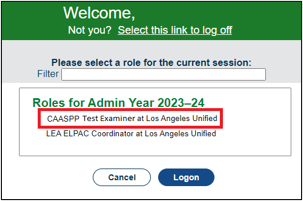 Welcome,
Not you? Select this link to log off
Please select a role for the current session:
Filter
Roles for Admin Year 2023–24
CAASPP Test Examiner at Los Angeles Unified
LEA ELPAC Coordinator at Los Angeles Unified
Cancel Logon